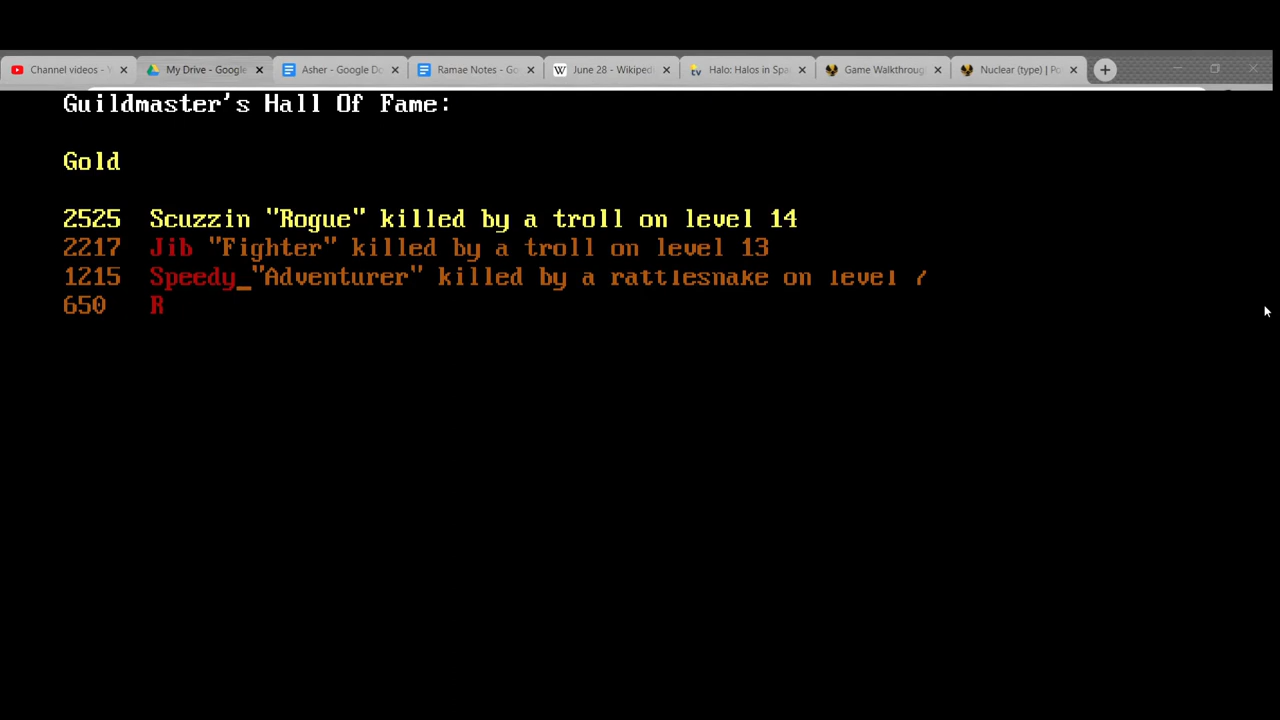 Channel videos - Y
My Drive - Google
Asher - Google Do
Ramae Notes - Go
June 28 - Wikiped
Halo: Halos in Spa
Game Walkthroug
Nuclear (type) | Po
Guildmaster's Hall Of Fame:
Gold
2525 Scuzzin "Rogue" killed by a troll on level 14
2217 Jib "Fighter" killed by a troll on level 13
1215 Speedy_"Adventurer" killed by a rattlesnake on level 7
650 R